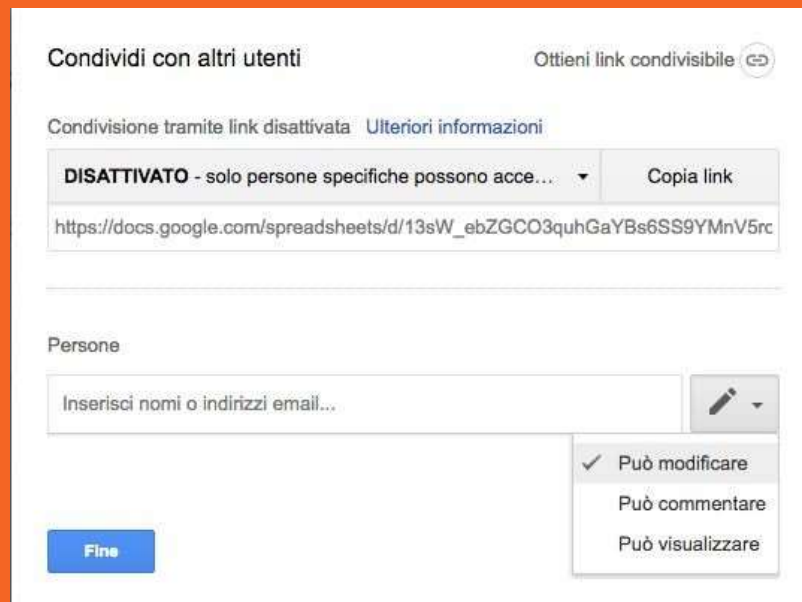 Condividi con altri utenti
Ottieni link condivisibile
Condivisione tramite link disattivata Ulteriori informazioni
DISATTIVATO - solo persone specifiche possono acce...
Copia link
https://docs.google.com/spreadsheets/d/13sW_ebZGCO3quhGaYBs6SS9YMnV5rc
Persone
Inserisci nomi o indirizzi email...
Può modificare
Può commentare
Può visualizzare
Fine